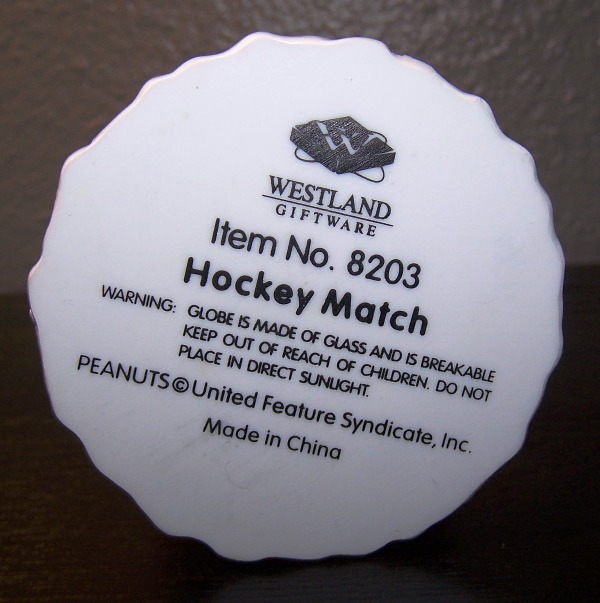 W
WESTLAND
GIFTWARE
Item No. 8203
Hockey Match
WARNING: GLOBE IS MADE OF GLASS AND IS BREAKABLE
KEEP OUT OF REACH OF CHILDREN. DO NOT
PLACE IN DIRECT SUNLIGHT.
PEANUTS © United Feature Syndicate, Inc.
Made in China